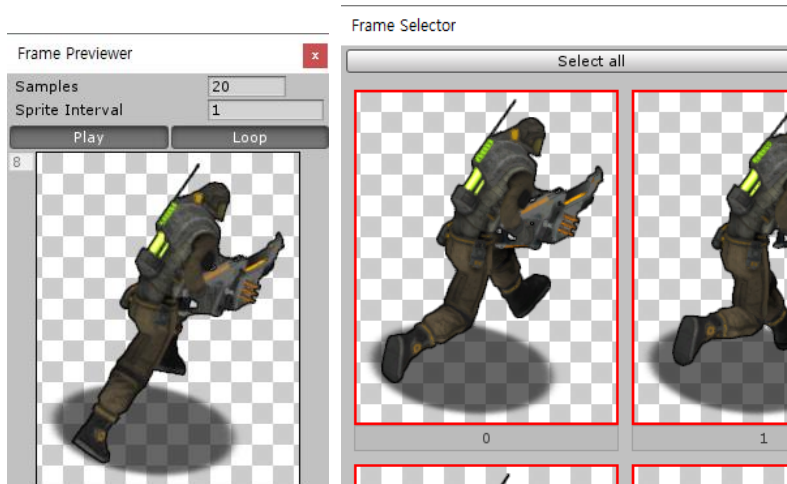 Frame Previewer
x
Samples
20
Sprite Interval
1
Play
Loop
8
Frame Selector
Select all
0
1